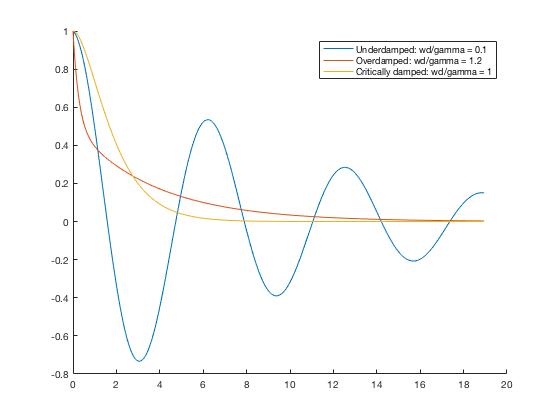 Underdamped: wd/gamma = 0.1
Overdamped: wd/gamma = 1.2
Critically damped: wd/gamma = 1
1
0.8
0.6
0.4
0.2
0
-0.2
-0.4
-0.6
-0.8
0 2 4 6 8 10 12 14 16 18 20